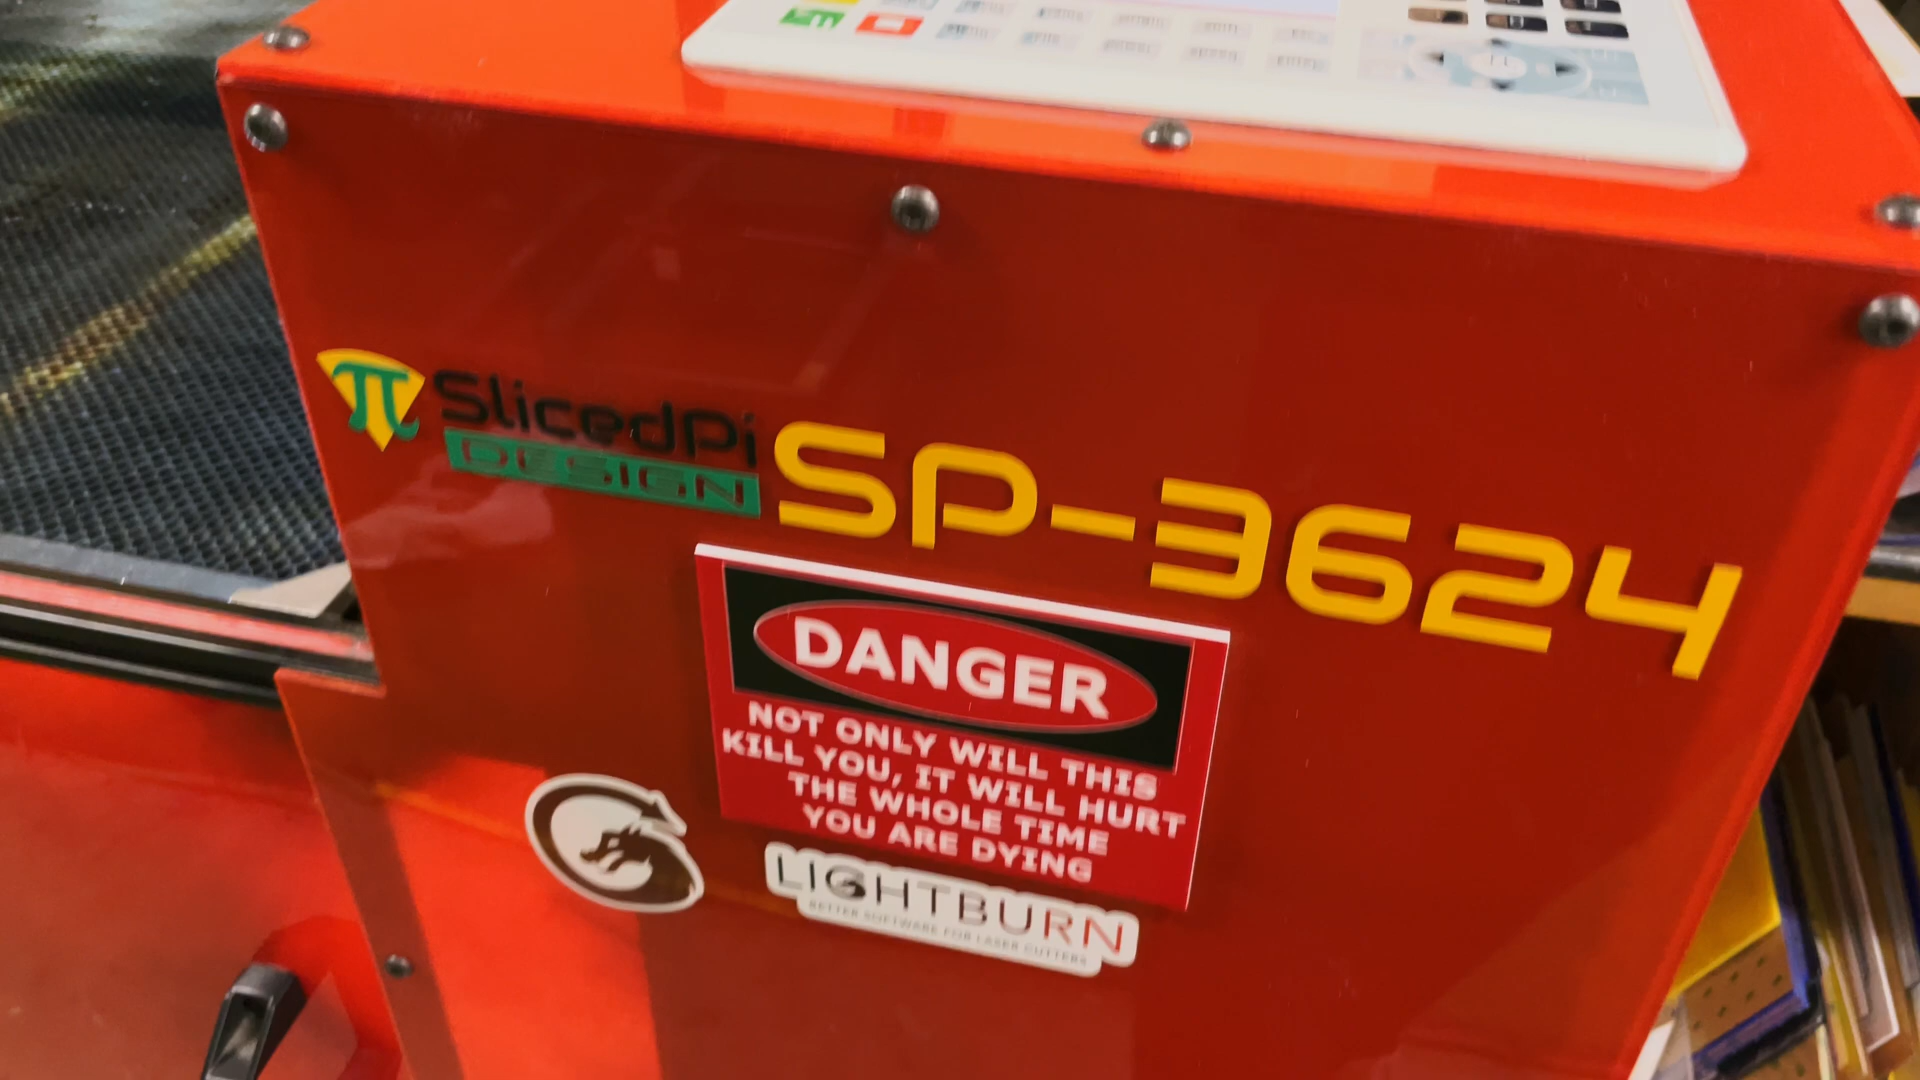 π SlicedPi
DESIGN
SP-3624
DANGER
NOT ONLY WILL THIS
KILL YOU, IT WILL HURT
THE WHOLE TIME
YOU ARE DYING
LIGHTBURN
BETTER SOFTWARE FOR LASER CUTTERS